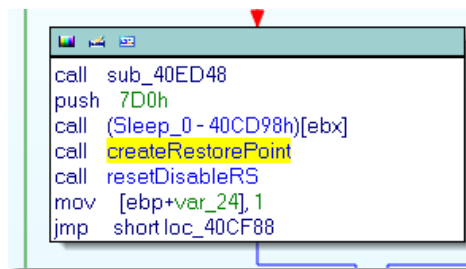 call sub_40ED48
push 7D0h
call (Sleep_0 - 40CD98h)[ebx]
call createRestorePoint
call resetDisableRS
mov [ebp+var_24], 1
jmp short loc_40CF88